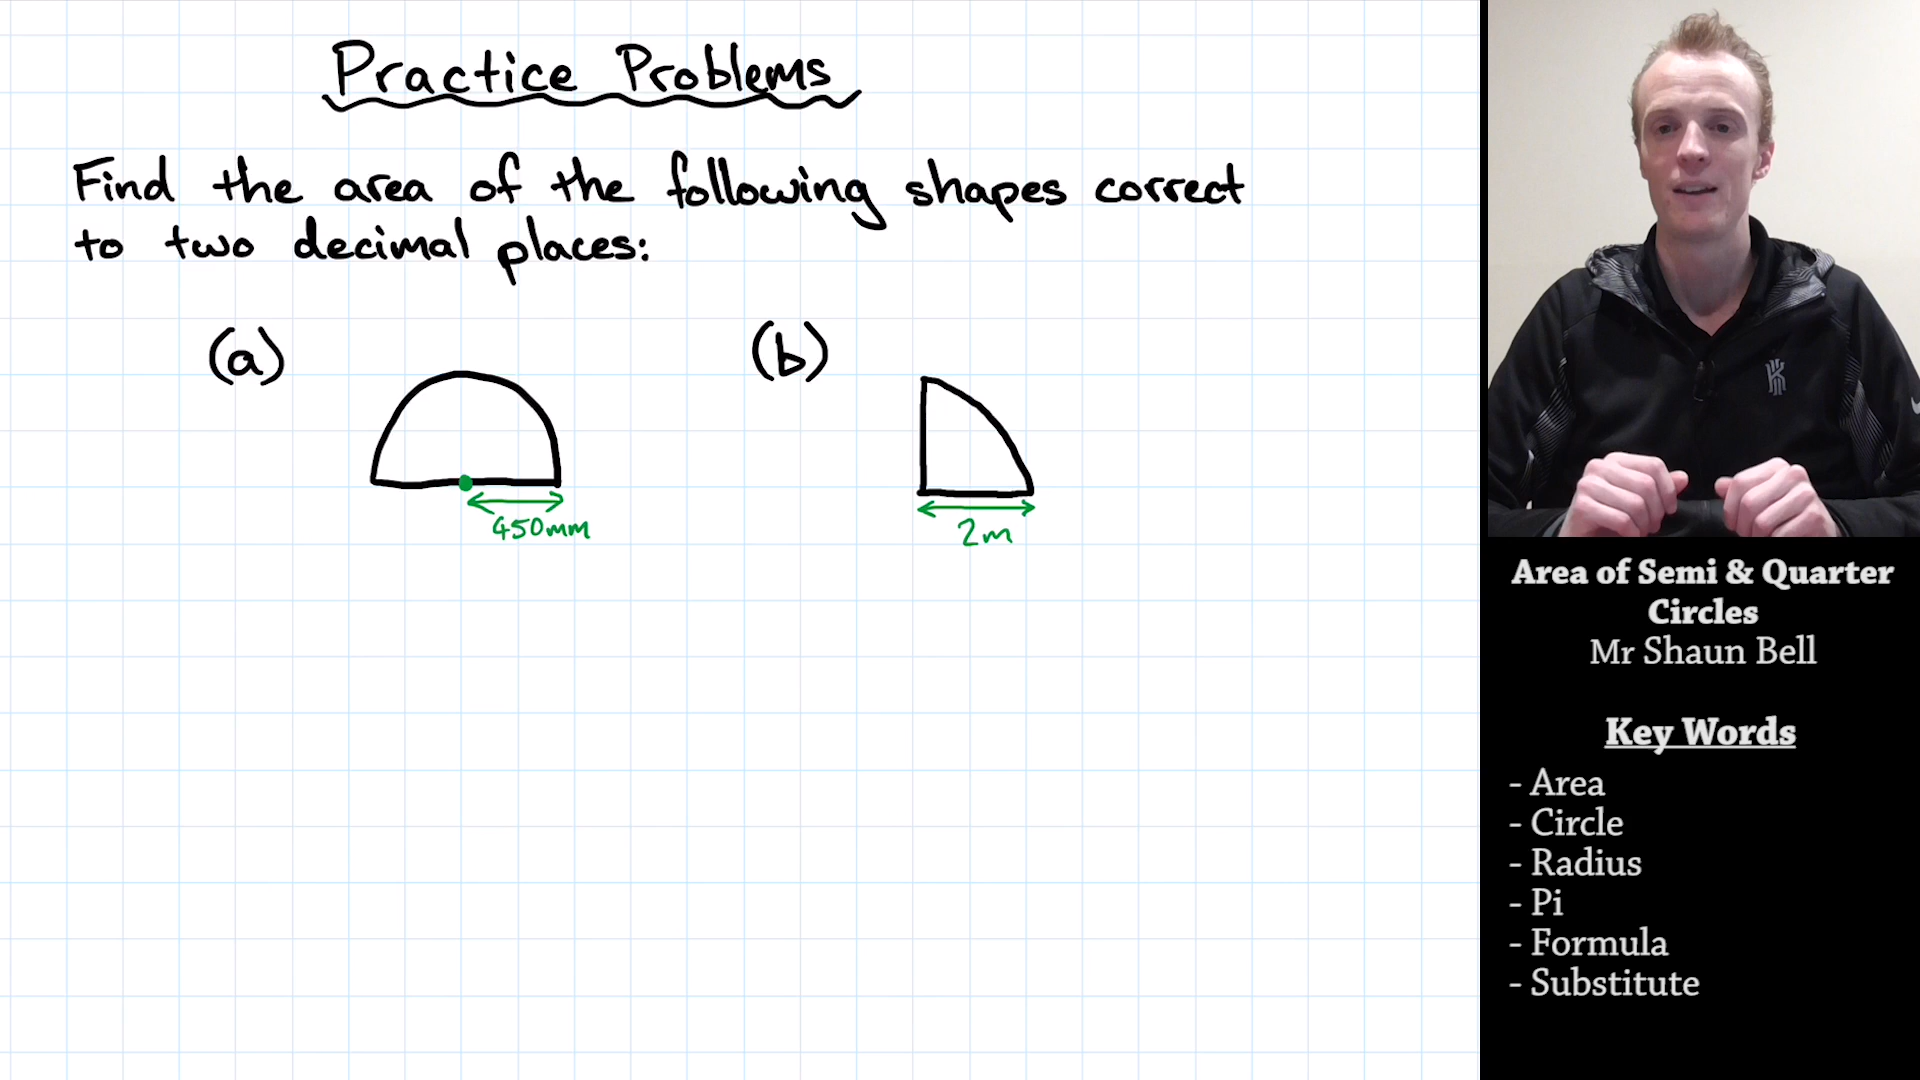 Practice Problems
Find the area of the following shapes correct
to two decimal places:
(a)
(b)
450mm
2m
Area of Semi & Quarter
Circles
Mr Shaun Bell
Key Words
- Area
- Circle
- Radius
- Pi
- Formula
- Substitute